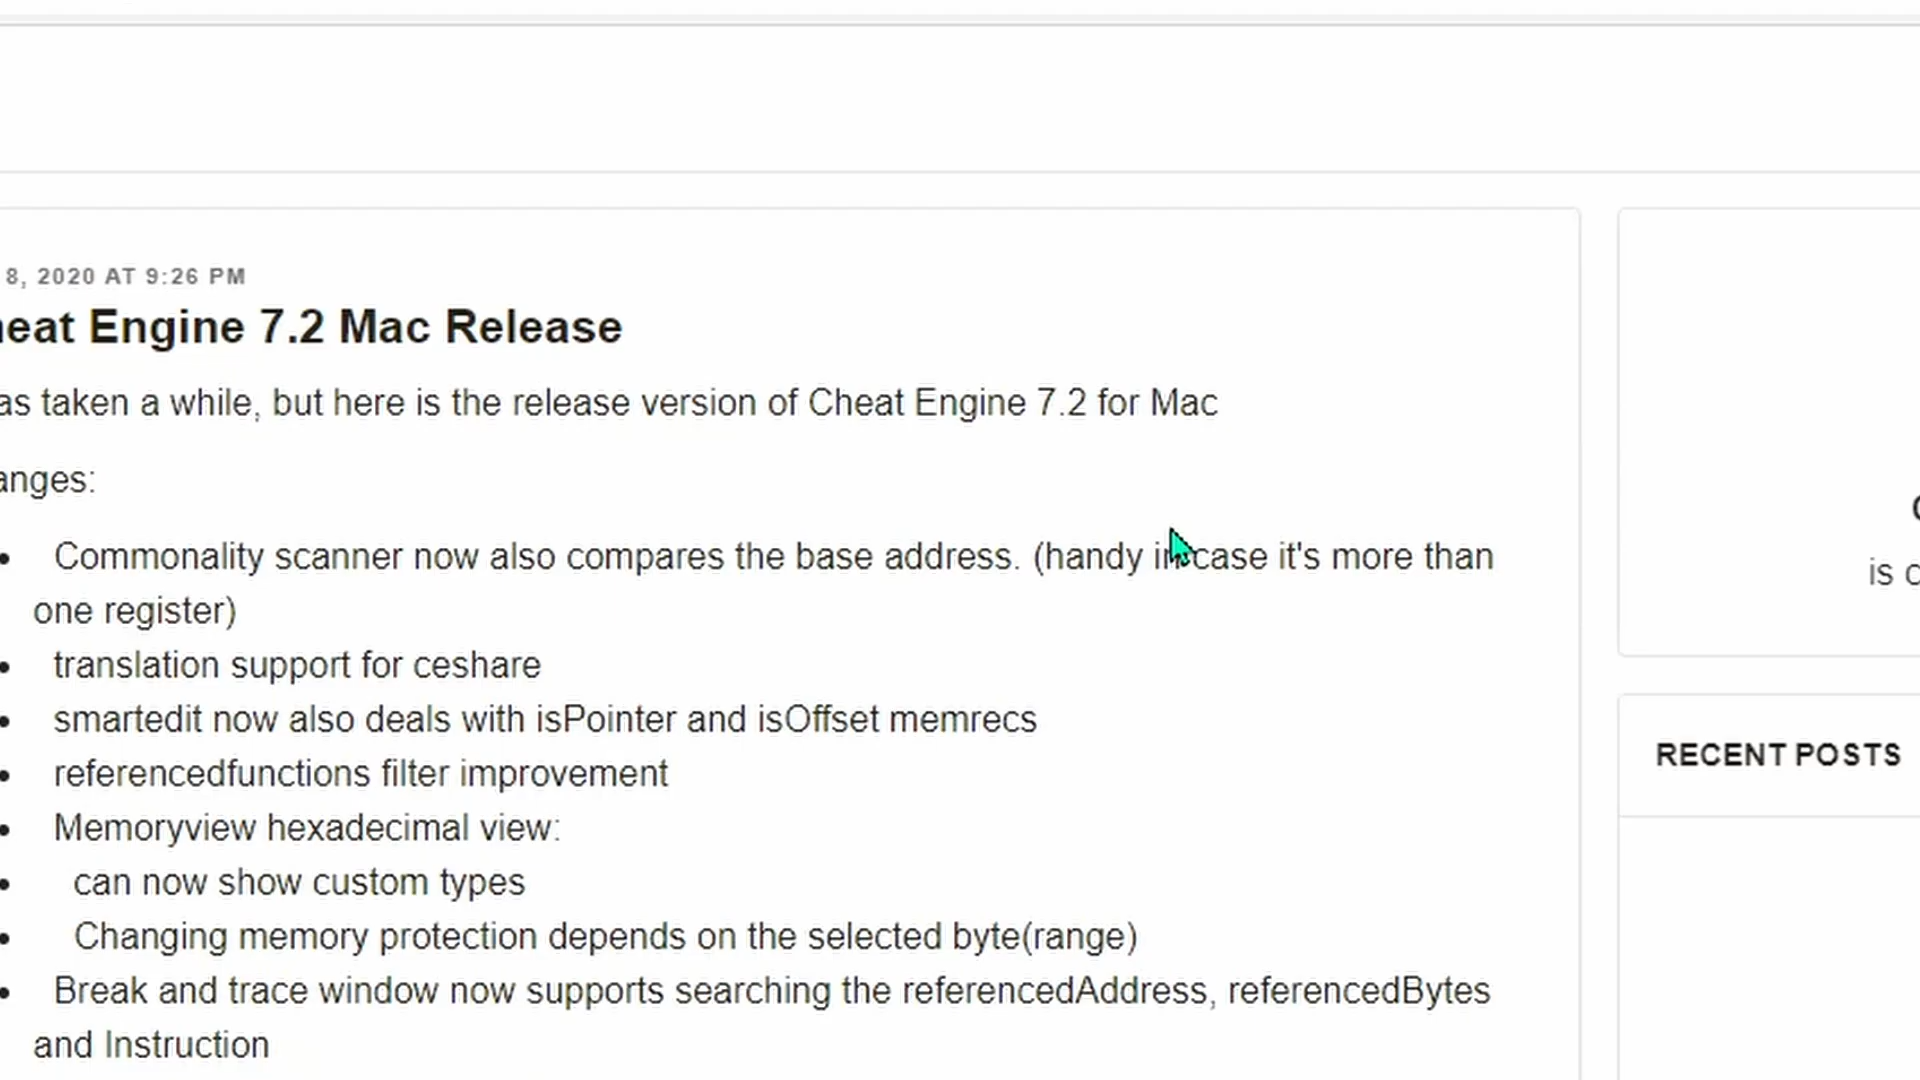 8, 2020 AT 9:26 PM
heat Engine 7.2 Mac Release
as taken a while, but here is the release version of Cheat Engine 7.2 for Mac
anges:
• Commonality scanner now also compares the base address. (handy in case it's more than
one register)
• translation support for ceshare
• smartedit now also deals with isPointer and isOffset memrecs
• referencedfunctions filter improvement
• Memoryview hexadecimal view:
• can now show custom types
• Changing memory protection depends on the selected byte(range)
• Break and trace window now supports searching the referencedAddress, referencedBytes
and Instruction
is
RECENT POSTS